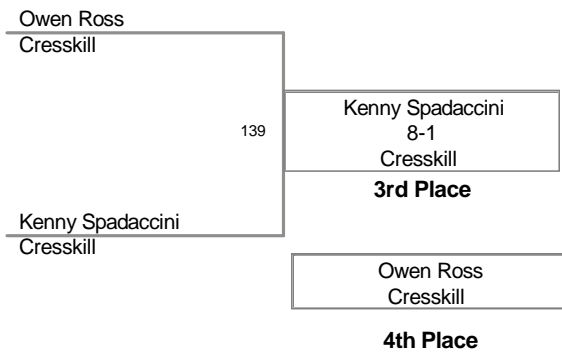 Owen Ross
Cresskill
139
Kenny Spadaccini
8-1
Cresskill
3rd Place
Kenny Spadaccini
Cresskill
Owen Ross
Cresskill
4th Place